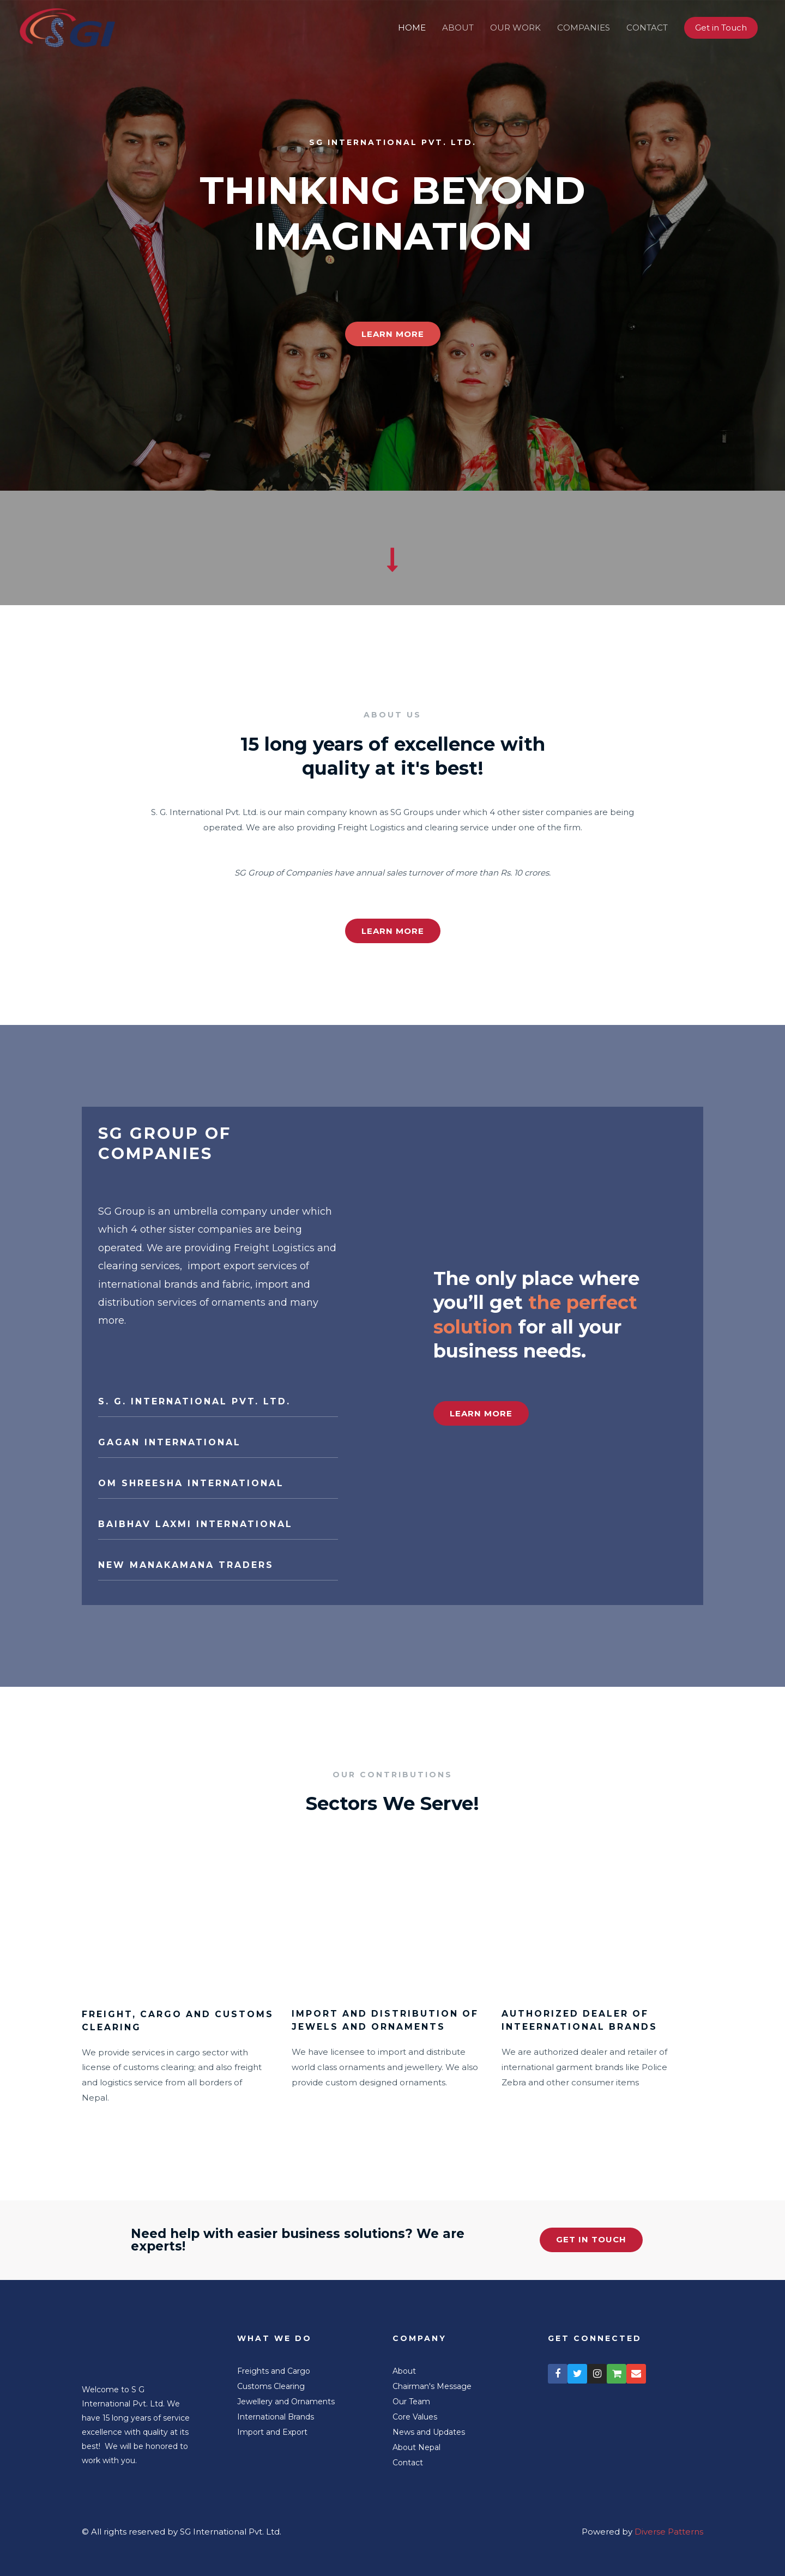 SGI
HOME ABOUT OUR WORK COMPANIES CONTACT Get in Touch
SG INTERNATIONAL PVT. LTD.
THINKING BEYOND
IMAGINATION
LEARN MORE
ABOUT US
15 long years of excellence with
quality at it's best!
S. G. International Pvt. Ltd. is our main company known as SG Groups under which 4 other sister companies are being
operated. We are also providing Freight Logistics and clearing service under one of the firm.
SG Group of Companies have annual sales turnover of more than Rs. 10 crores.
LEARN MORE
SG GROUP OF
COMPANIES
SG Group is an umbrella company under which
which 4 other sister companies are being
operated. We are providing Freight Logistics and
clearing services, import export services of
international brands and fabric, import and
distribution services of ornaments and many
more.
S. G. INTERNATIONAL PVT. LTD.
GAGAN INTERNATIONAL
OM SHREESHA INTERNATIONAL
BAIBHAV LAXMI INTERNATIONAL
NEW MANAKAMANA TRADERS
The only place where
you’ll get the perfect
solution for all your
business needs.
LEARN MORE
OUR CONTRIBUTIONS
Sectors We Serve!
FREIGHT, CARGO AND CUSTOMS
CLEARING
We provide services in cargo sector with
license of customs clearing; and also freight
and logistics service from all borders of
Nepal.
IMPORT AND DISTRIBUTION OF
JEWELS AND ORNAMENTS
We have licensee to import and distribute
world class ornaments and jewellery. We also
provide custom designed ornaments.
AUTHORIZED DEALER OF
INTEERNATIONAL BRANDS
We are authorized dealer and retailer of
international garment brands like Police
Zebra and other consumer items
Need help with easier business solutions? We are
experts!
GET IN TOUCH
Welcome to S G
International Pvt. Ltd. We
have 15 long years of service
excellence with quality at its
best! We will be honored to
work with you.
WHAT WE DO
Freights and Cargo
Customs Clearing
Jewellery and Ornaments
International Brands
Import and Export
COMPANY
About
Chairman's Message
Our Team
Core Values
News and Updates
About Nepal
Contact
GET CONNECTED
© All rights reserved by SG International Pvt. Ltd.
Powered by Diverse Patterns